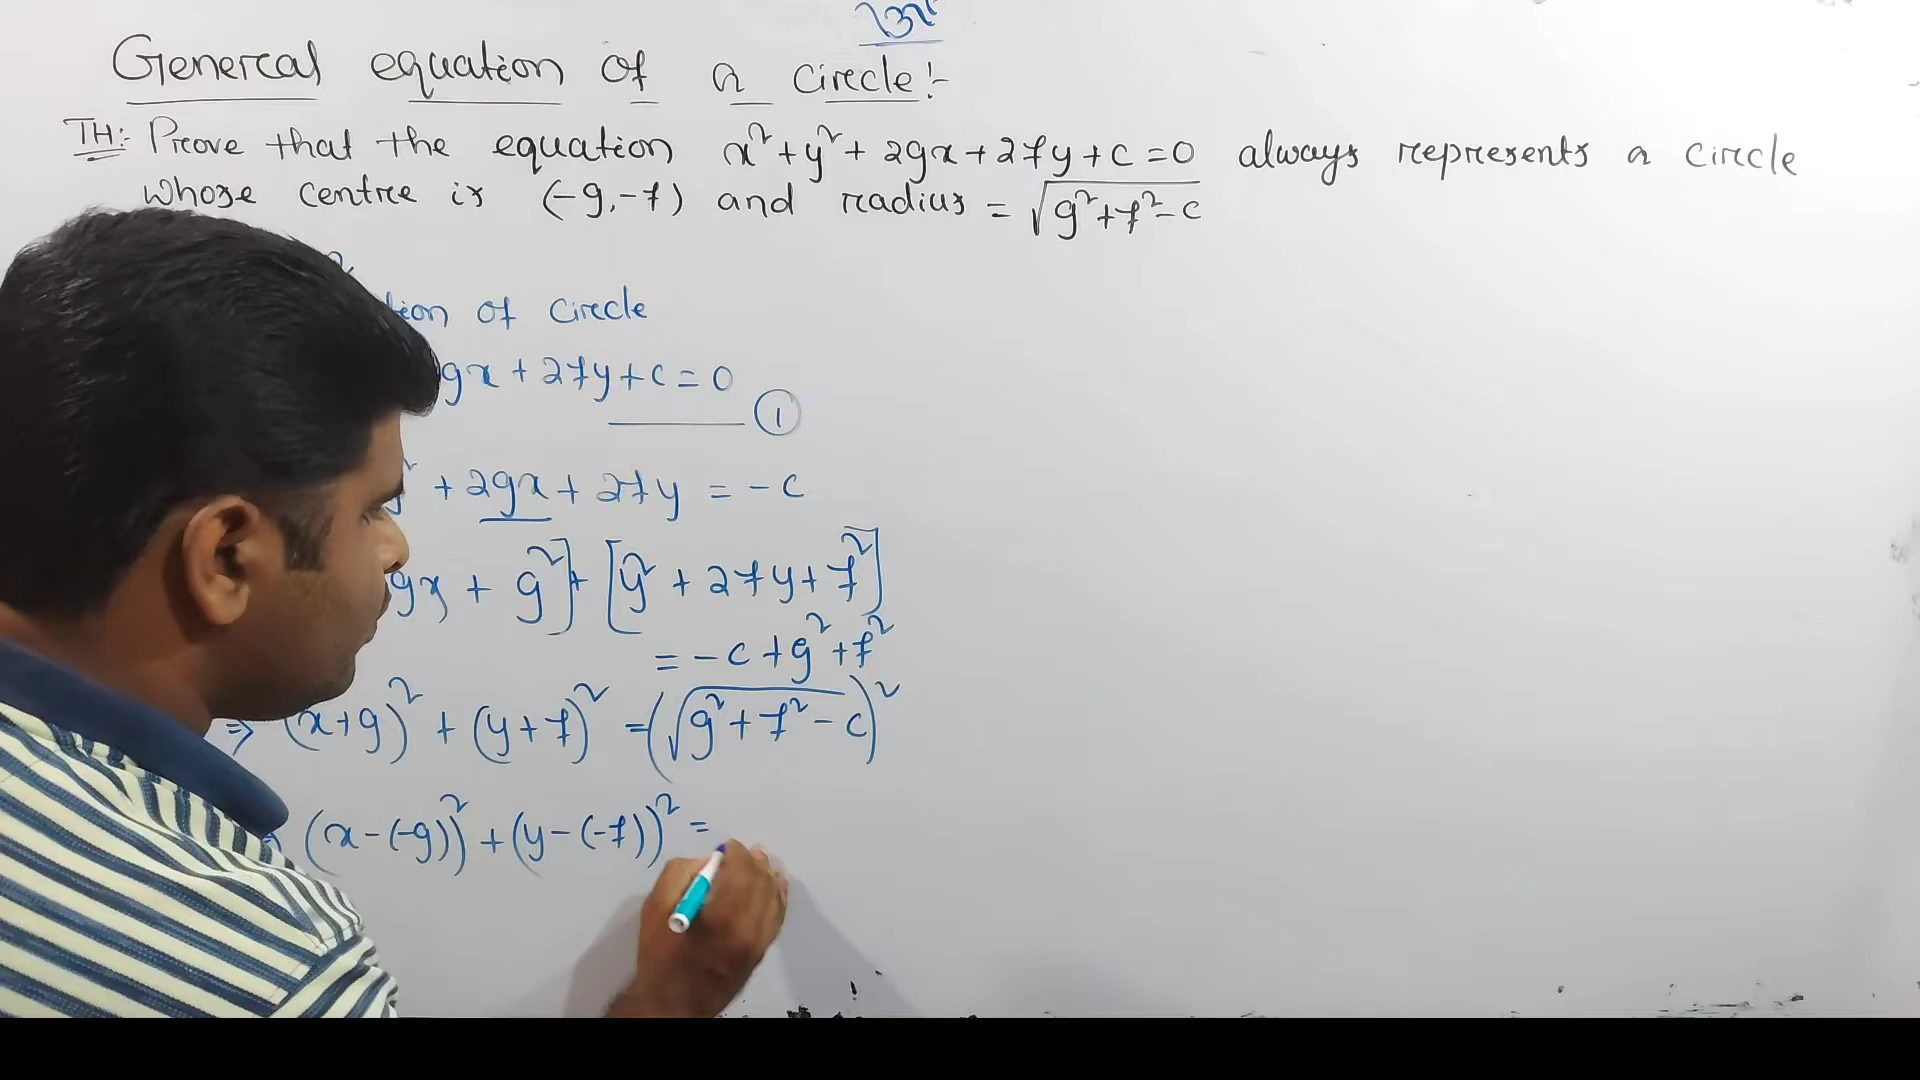 General equation of a circle:-
TH:- Prove that the equation x² + y² + 2gx + 2fy + c = 0 always represents a circle
whose centre is (-g, -f) and radius = √(g² + f² - c)
of circle
gx + 2fy + c = 0
①
+ 2gx + 2fy = -c
gx + g²] + [y² + 2fy + f²]
= -c + g² + f²
⇒ (x+g)² + (y+f)² = (√(g² + f² - c))²
(x-(-g))² + (y-(-f))² =